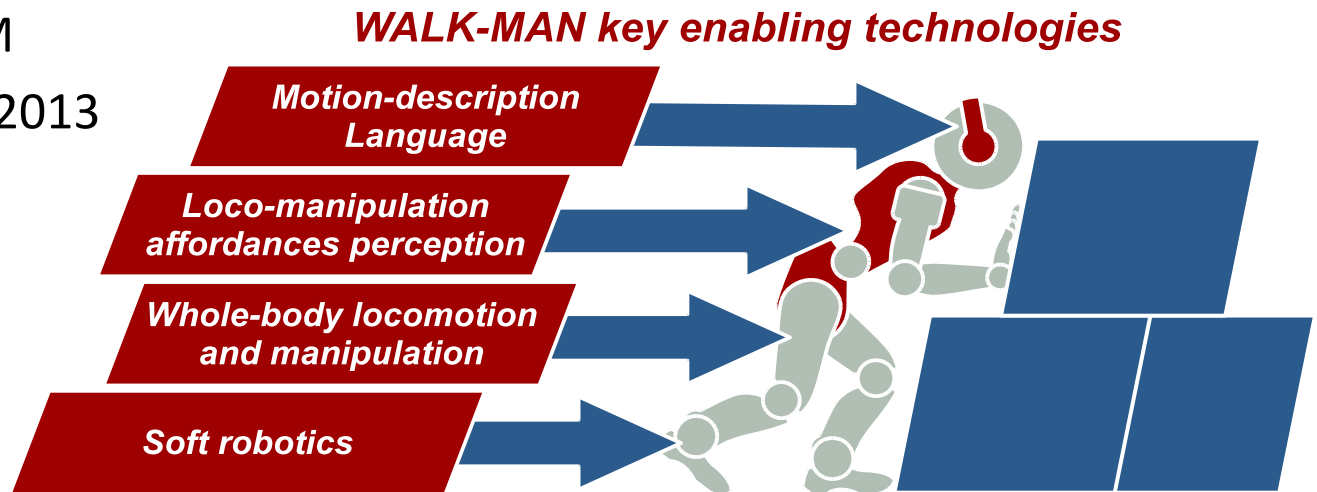 M
2013
WALK-MAN key enabling technologies
Motion-description
Language
Loco-manipulation
affordances perception
Whole-body locomotion
and manipulation
Soft robotics